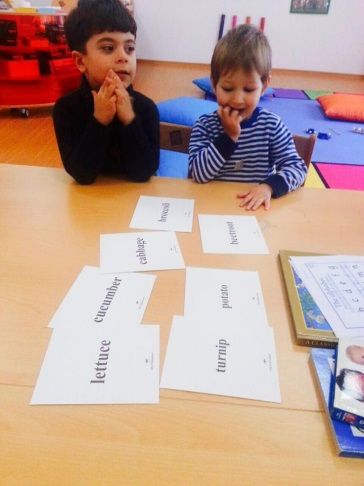 broccoli
beetroot
cabbage
cucumber
potato
lettuce
turnip